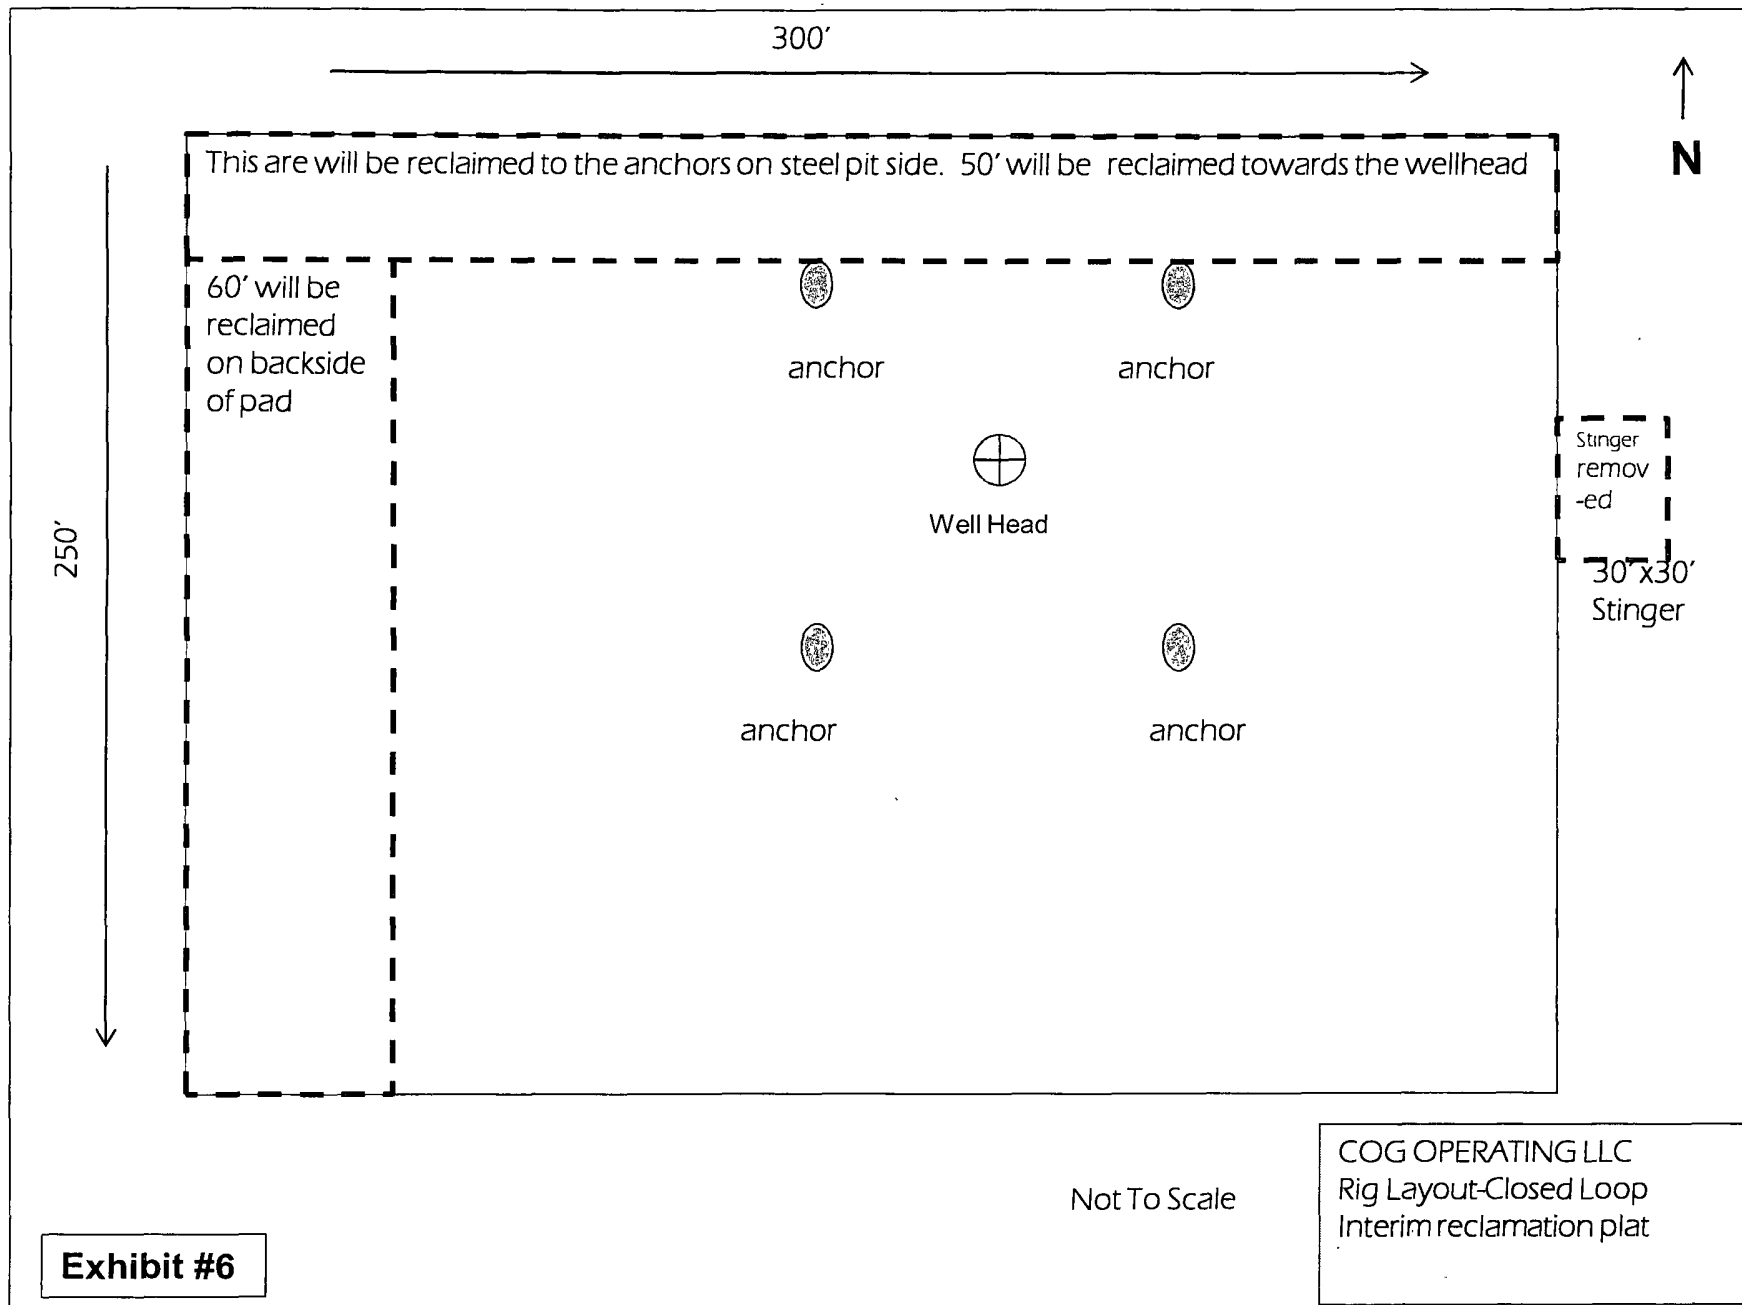 300'
N
This are will be reclaimed to the anchors on steel pit side. 50' will be reclaimed towards the wellhead
60' will be
reclaimed
on backside
of pad
anchor
anchor
Stinger
remov
-ed
Well Head
250'
30'x30'
Stinger
anchor
anchor
Not To Scale
COG OPERATING LLC
Rig Layout-Closed Loop
Interim reclamation plat
Exhibit #6